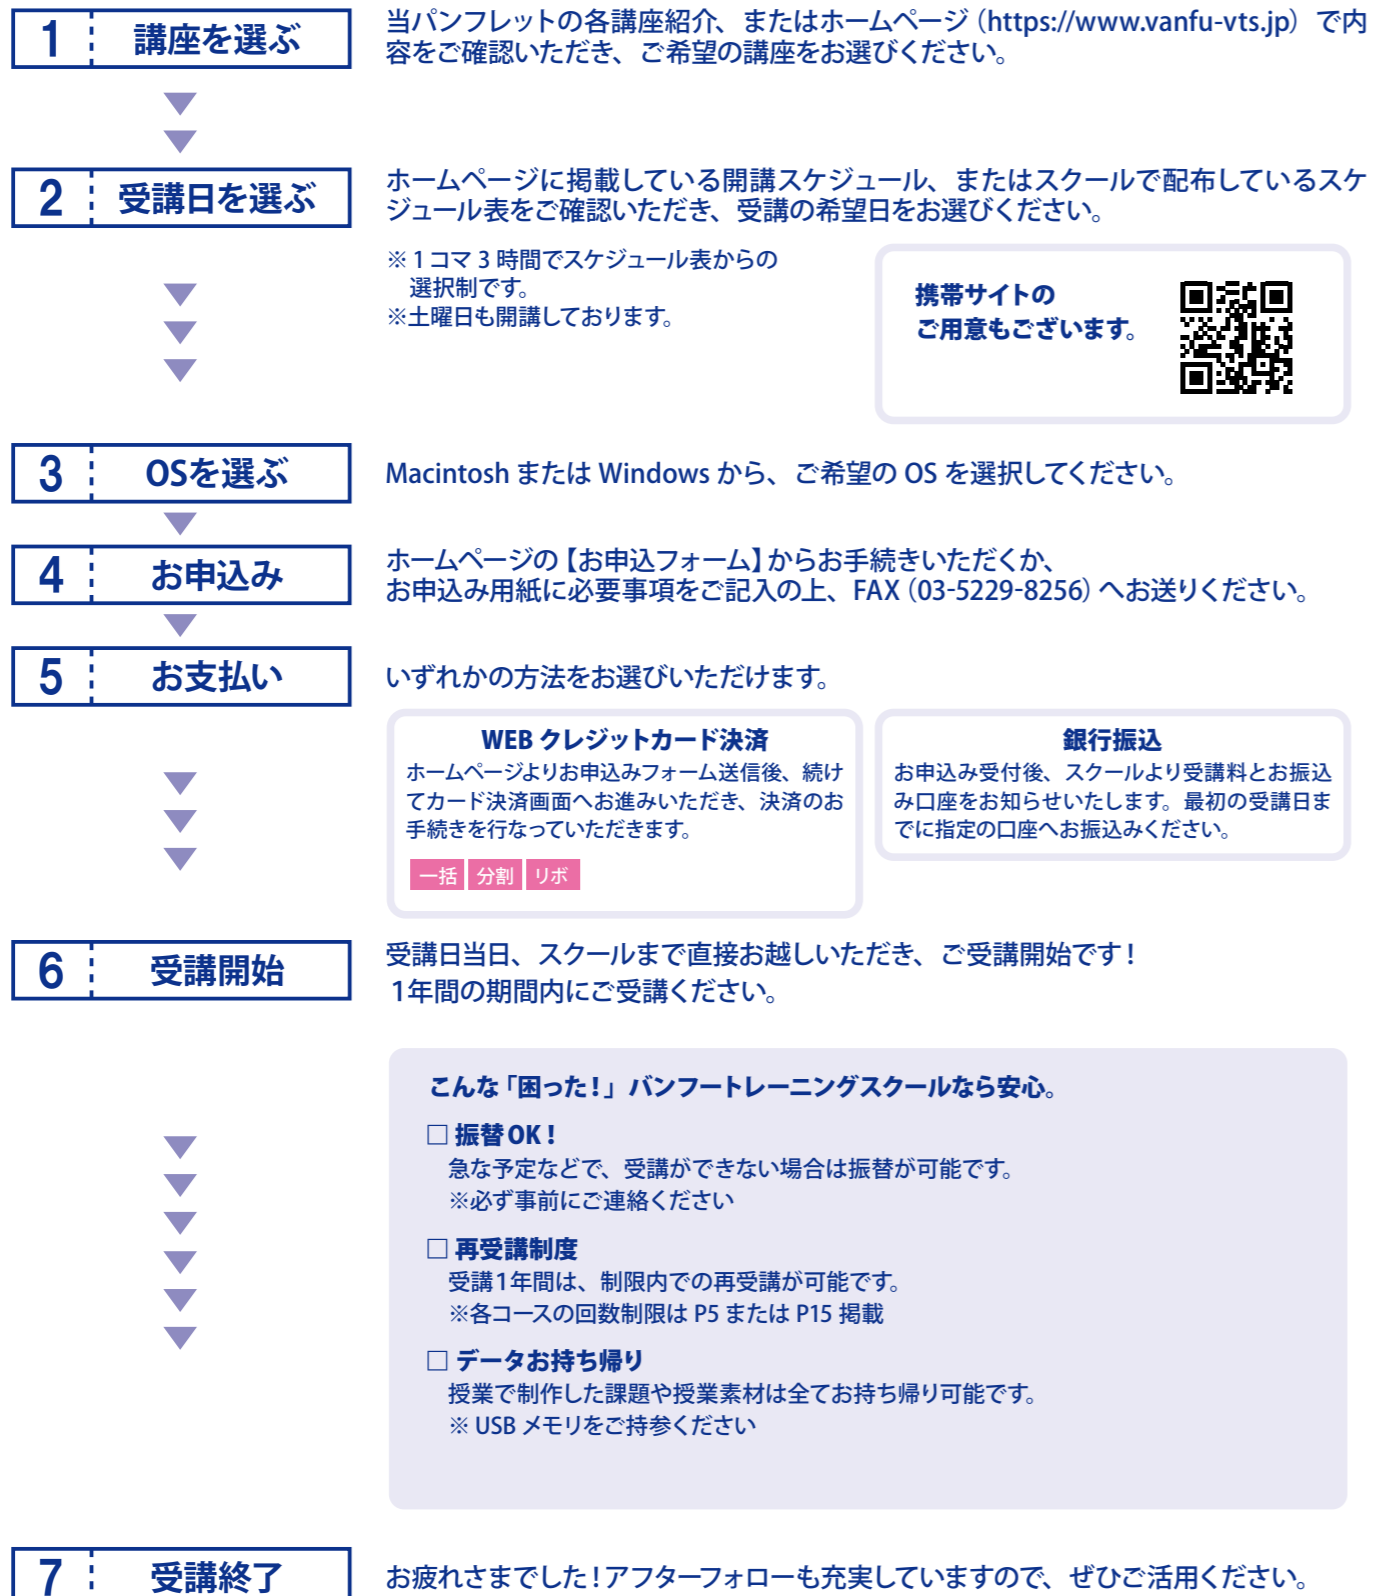 1 講座を選ぶ
当パンフレットの各講座紹介、またはホームページ（https://www.vanfu-vts.jp）で内
容をご確認いただき、ご希望の講座をお選びください。
2 受講日を選ぶ
ホームページに掲載している開講スケジュール、またはスクールで配布しているスケ
ジュール表をご確認いただき、受講の希望日をお選びください。
※1コマ3時間でスケジュール表からの
選択制です。
※土曜日も開講しております。
携帯サイトの
ご用意もございます。
3 OSを選ぶ
Macintosh または Windows から、ご希望の OS を選択してください。
4 お申込み
ホームページの【お申込フォーム】からお手続きいただくか、
お申込み用紙に必要事項をご記入の上、FAX（03-5229-8256）へお送りください。
5 お支払い
いずれかの方法をお選びいただけます。
WEB クレジットカード決済
ホームページよりお申込みフォーム送信後、続け
てカード決済画面へお進みいただき、決済のお
手続きを行なっていただきます。
一括 分割 リボ
銀行振込
お申込み受付後、スクールより受講料とお振込
み口座をお知らせいたします。最初の受講日ま
でに指定の口座へお振込みください。
6 受講開始
受講日当日、スクールまで直接お越しいただき、ご受講開始です！
1年間の期間内にご受講ください。
こんな「困った！」バンフートレーニングスクールなら安心。
□ 振替OK！
急な予定などで、受講ができない場合は振替が可能です。
※必ず事前にご連絡ください
□ 再受講制度
受講1年間は、制限内での再受講が可能です。
※各コースの回数制限は P5 または P15 掲載
□ データお持ち帰り
授業で制作した課題や授業素材は全てお持ち帰り可能です。
※ USB メモリをご持参ください
7 受講終了
お疲れさまでした！アフターフォローも充実していますので、ぜひご活用ください。